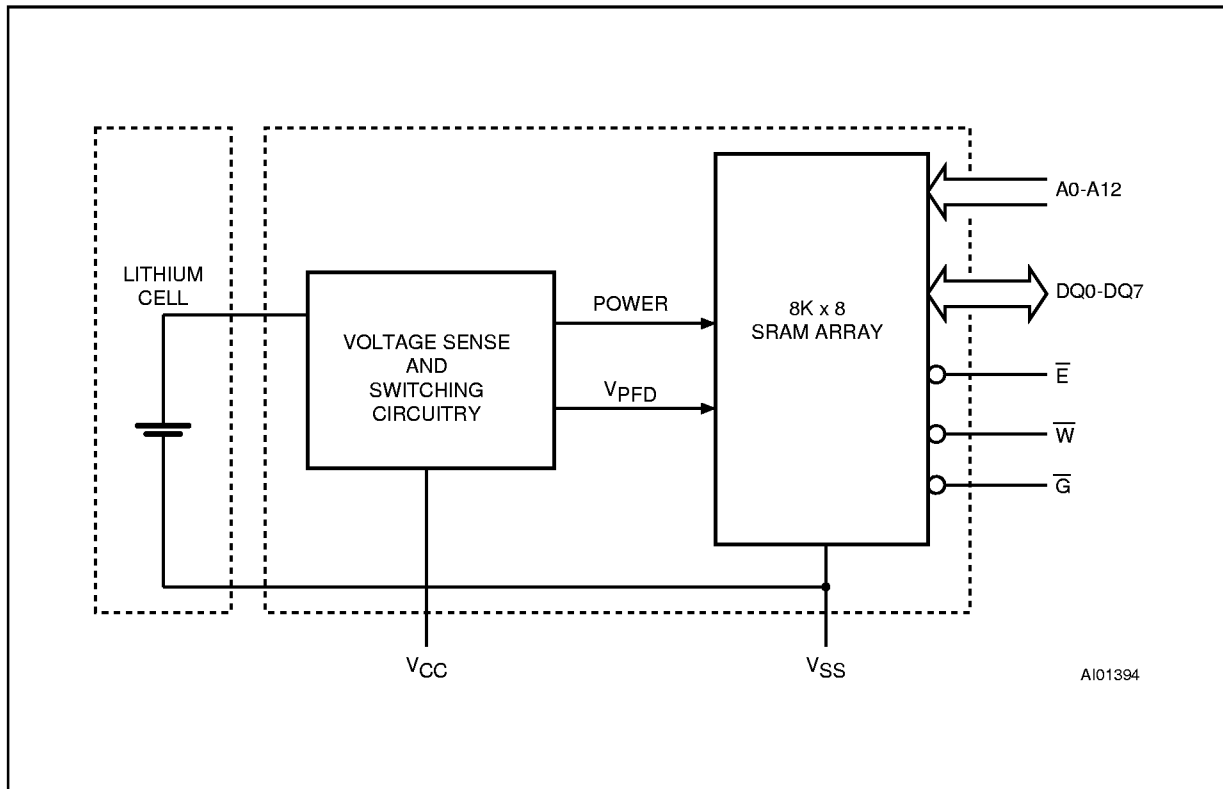 LITHIUM
CELL
VOLTAGE SENSE
AND
SWITCHING
CIRCUITRY
POWER
VPFD
8K x 8
SRAM ARRAY
A0-A12
DQ0-DQ7
E̅
W̅
G̅
VCC
VSS
AI01394